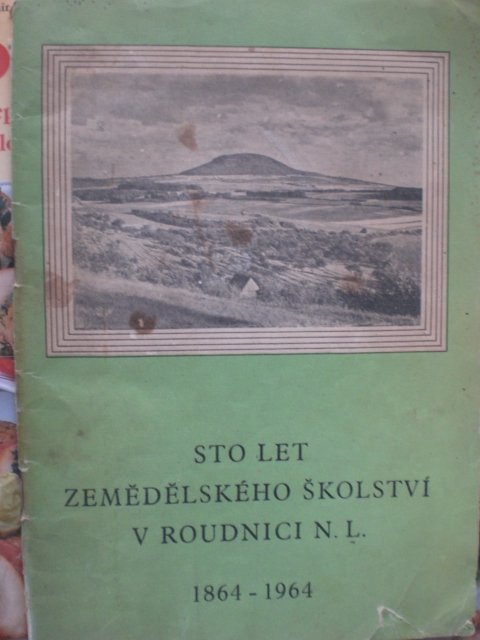 STO LET
ZEMĚDĚLSKÉHO ŠKOLSTVÍ
V ROUDNICI N. L.
1864 - 1964